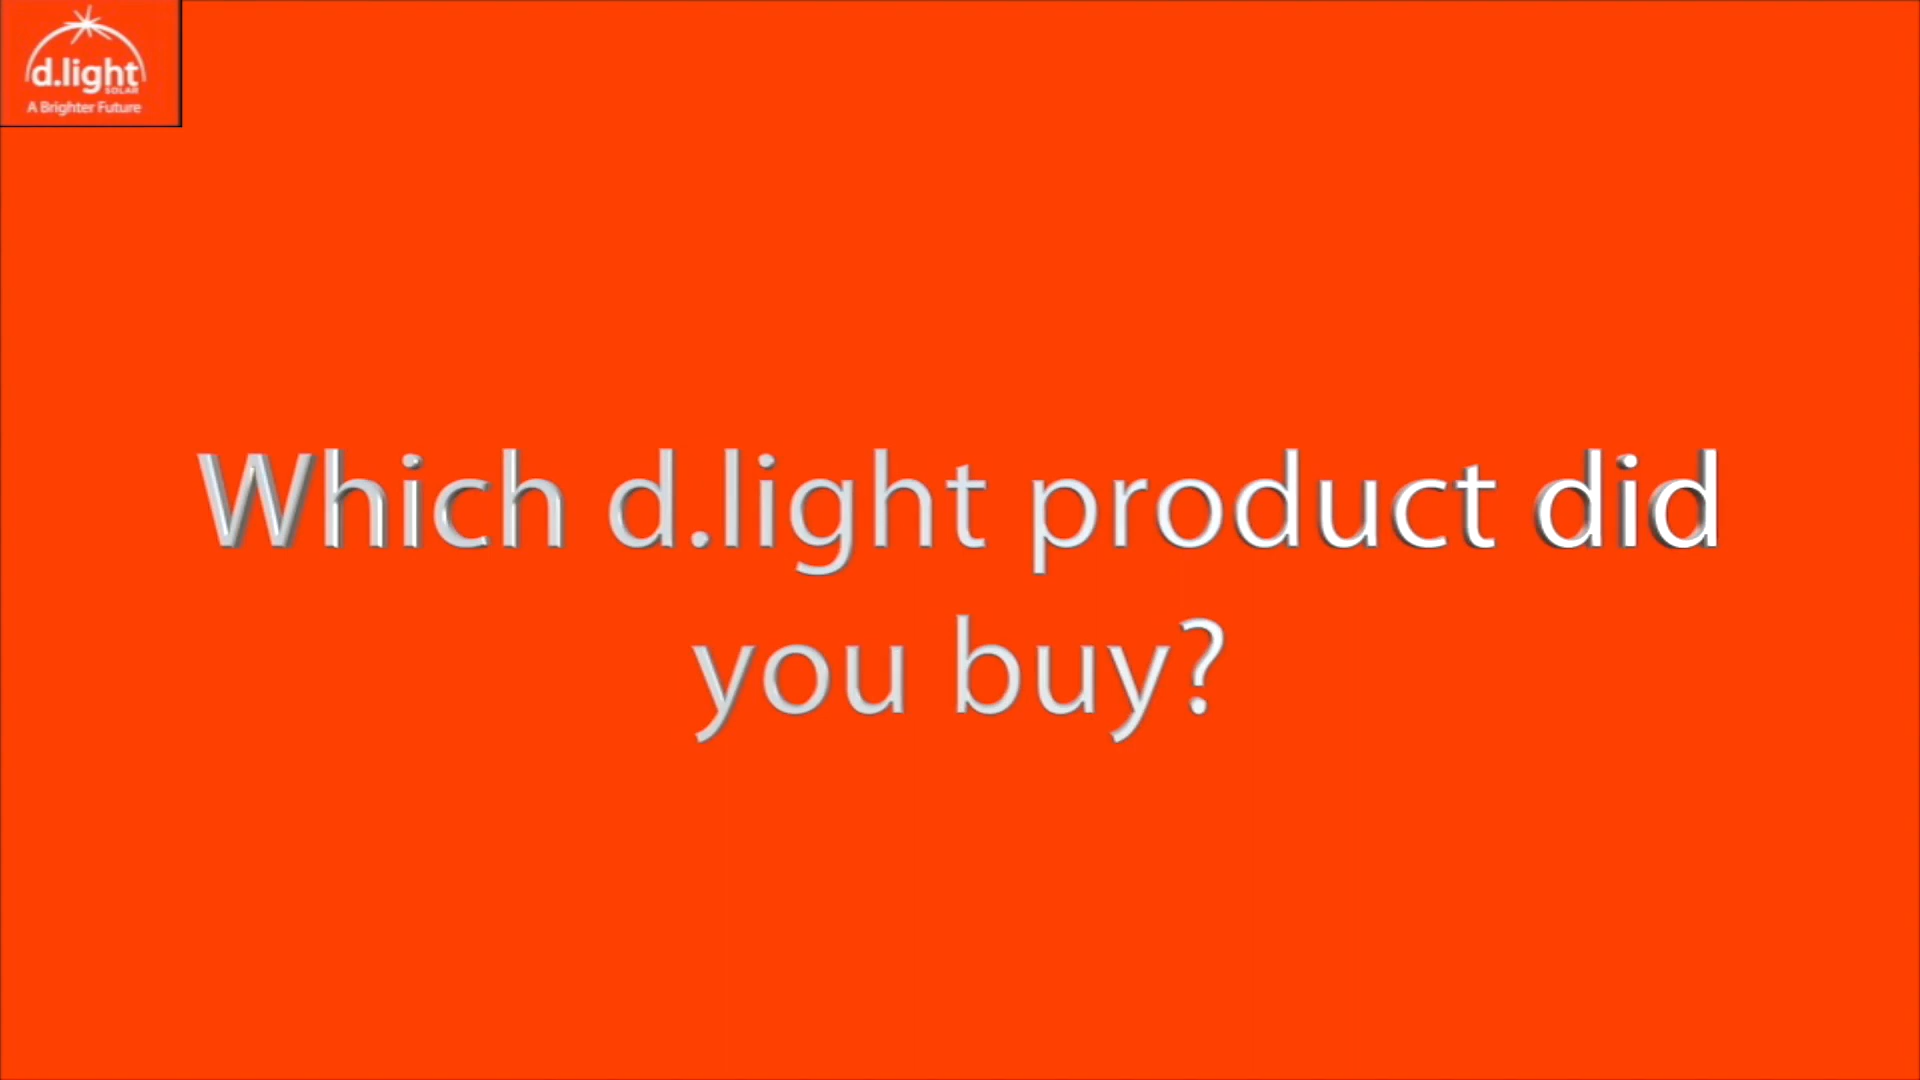 d.light
SOLAR
A Brighter Future
Which d.light product did
you buy?